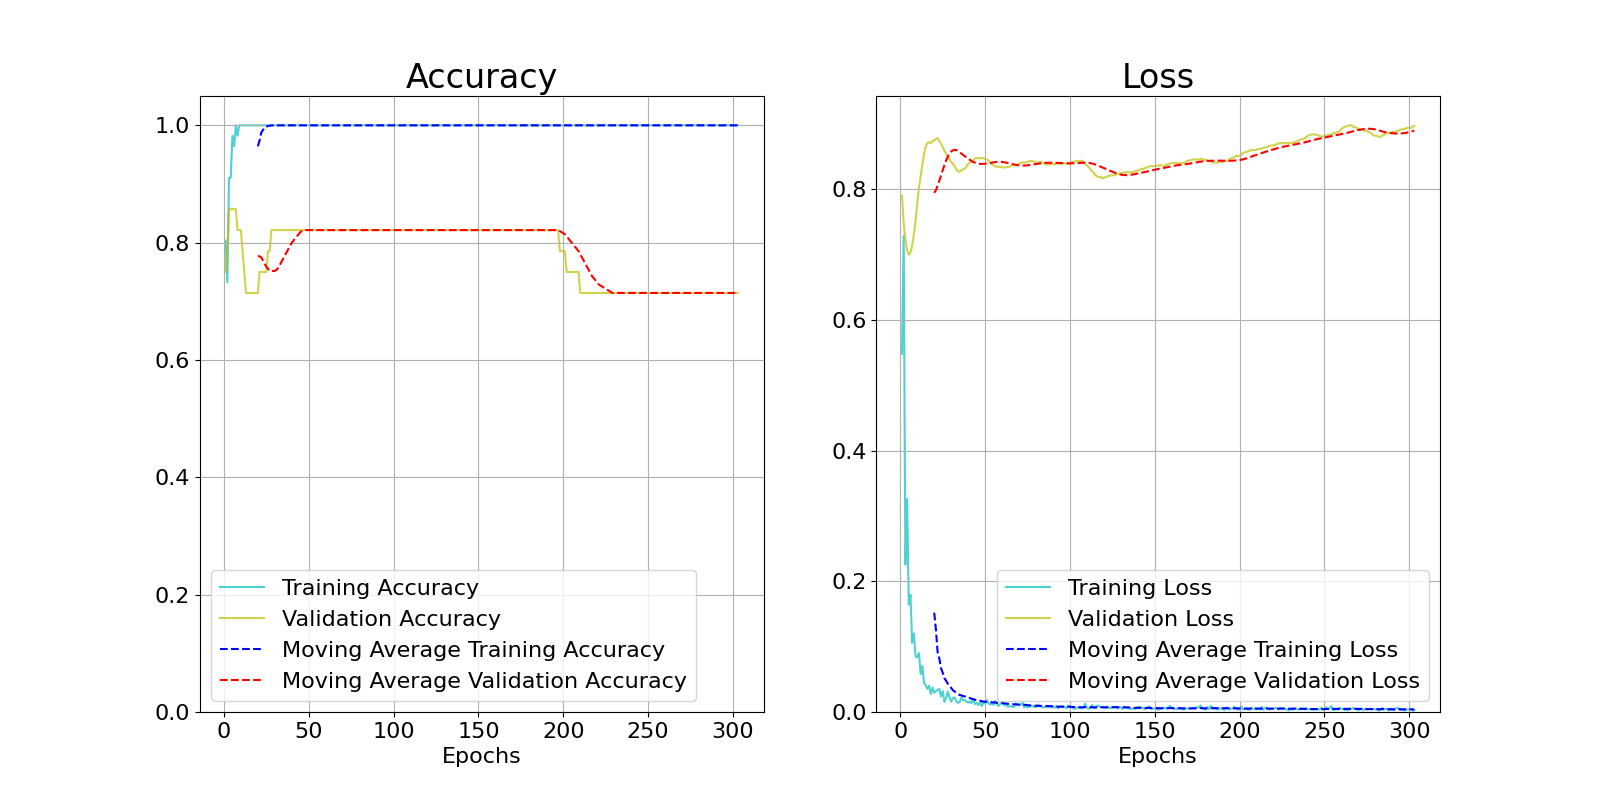 Accuracy
1.0
0.8
0.6
0.4
0.2
0.0
Training Accuracy
Validation Accuracy
Moving Average Training Accuracy
Moving Average Validation Accuracy
0 50 100 150 200 250 300
Epochs
Loss
0.8
0.6
0.4
0.2
0.0
Training Loss
Validation Loss
Moving Average Training Loss
Moving Average Validation Loss
0 50 100 150 200 250 300
Epochs